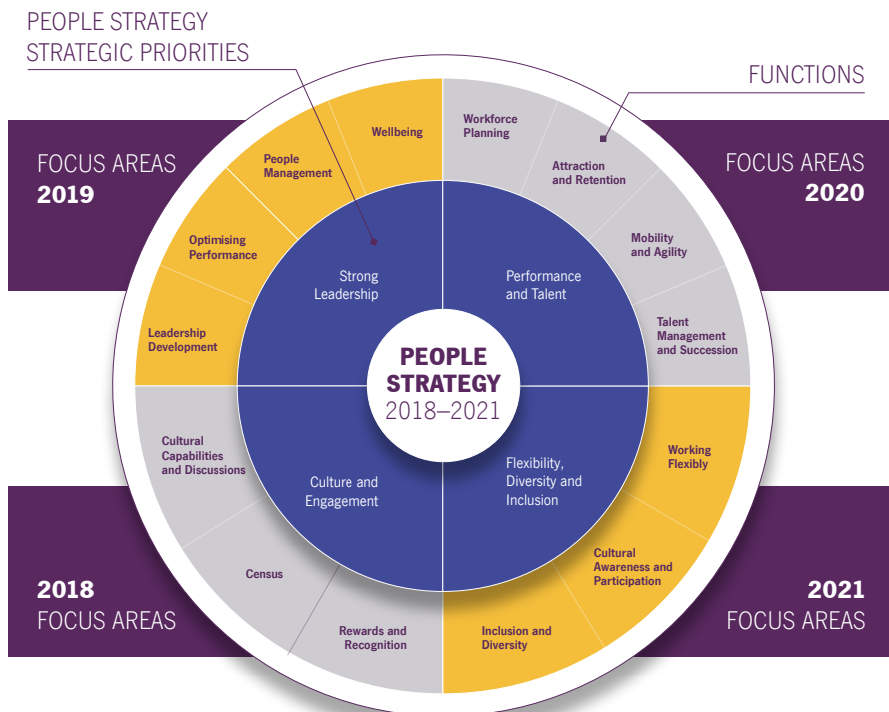 PEOPLE STRATEGY
STRATEGIC PRIORITIES
FUNCTIONS
FOCUS AREAS
2019
FOCUS AREAS
2020
Wellbeing
People
Management
Optimising
Performance
Leadership
Development
Workforce
Planning
Attraction
and Retention
Mobility
and Agility
Talent
Management
and Succession
Strong
Leadership
Performance
and Talent
PEOPLE
STRATEGY
2018–2021
Culture and
Engagement
Flexibility,
Diversity and
Inclusion
Cultural
Capabilities
and Discussions
Census
Rewards and
Recognition
Working
Flexibly
Cultural
Awareness and
Participation
Inclusion and
Diversity
2018
FOCUS AREAS
2021
FOCUS AREAS